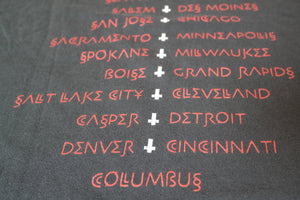 SALEM ✝ DES MOINES
SAN JOSE ✝ CHICAGO
SACRAMENTO ✝ MINNEAPOLIS
SPOKANE ✝ MILWAUKEE
BOISE ✝ GRAND RAPIDS
SALT LAKE CITY ✝ CLEVELAND
CASPER ✝ DETROIT
DENVER ✝ CINCINNATI
COLUMBUS